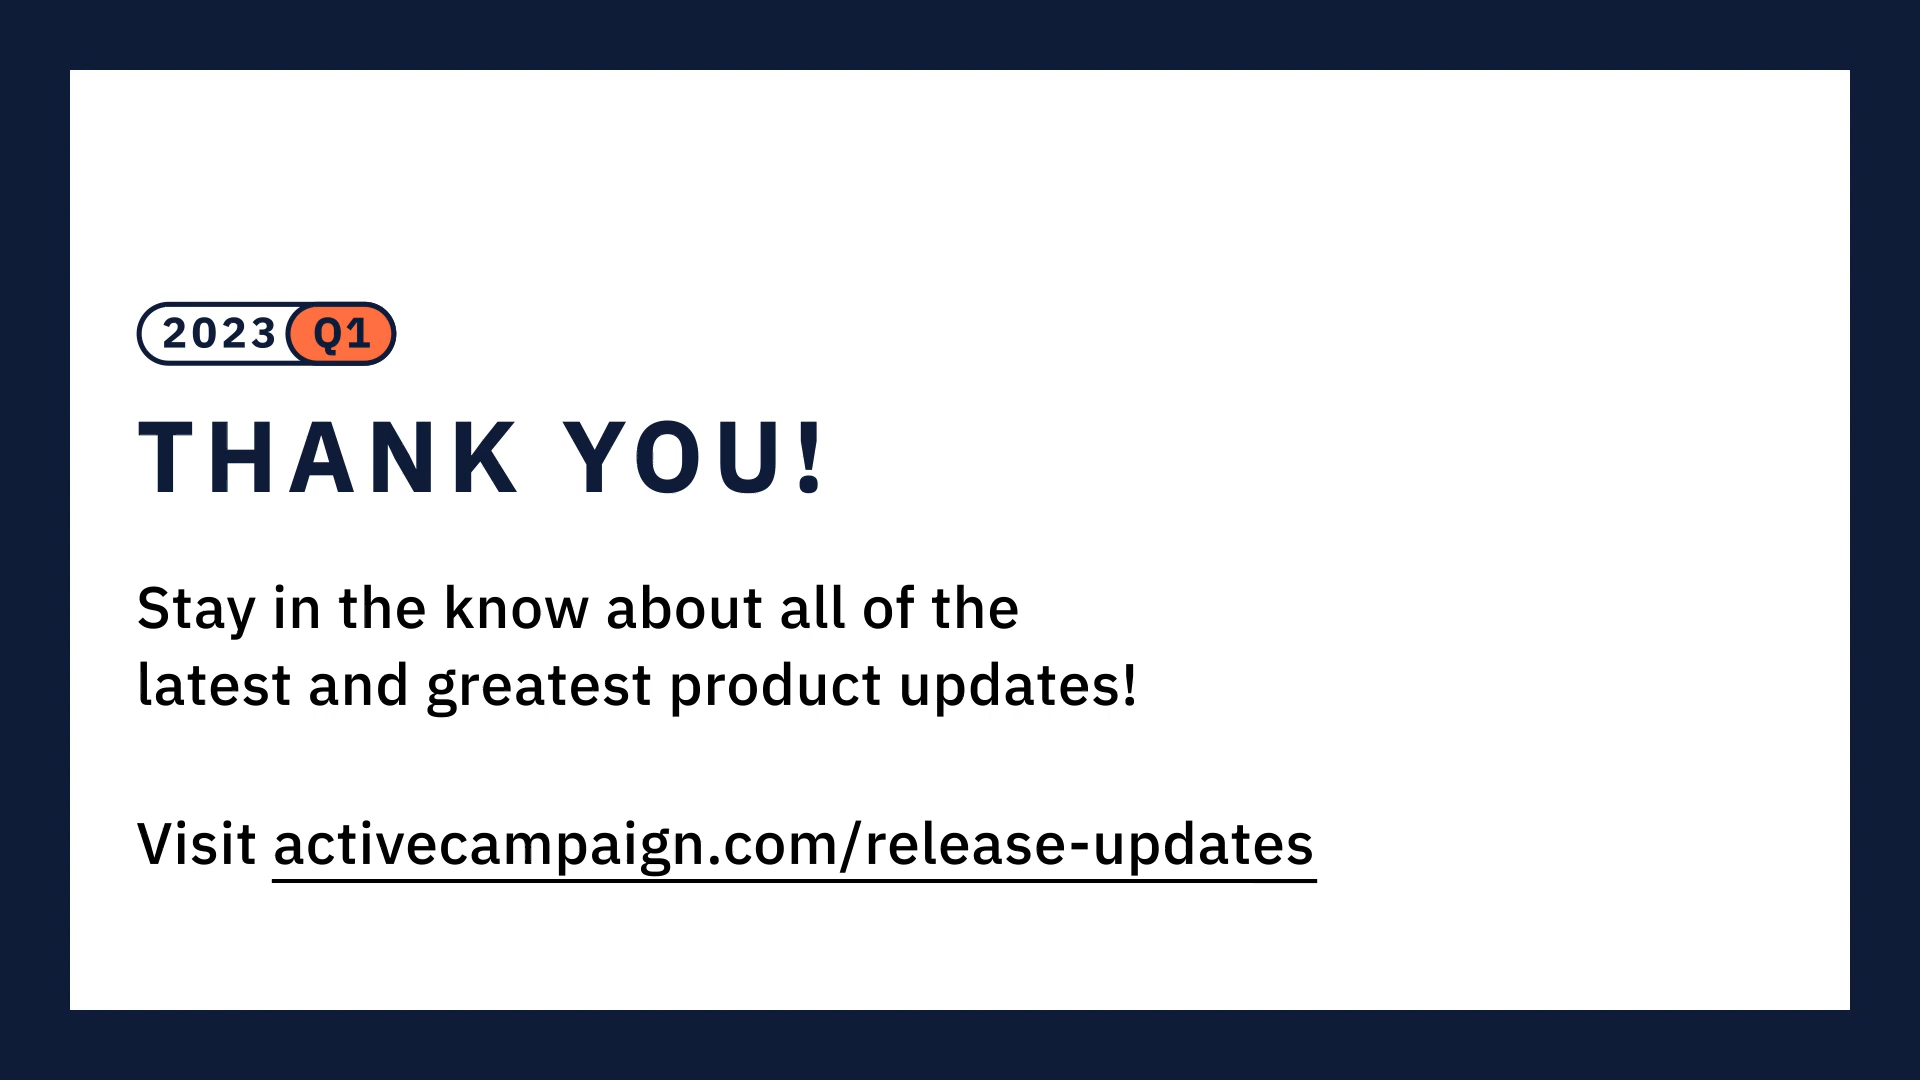 2023 Q1
THANK YOU!
Stay in the know about all of the
latest and greatest product updates!
Visit activecampaign.com/release-updates